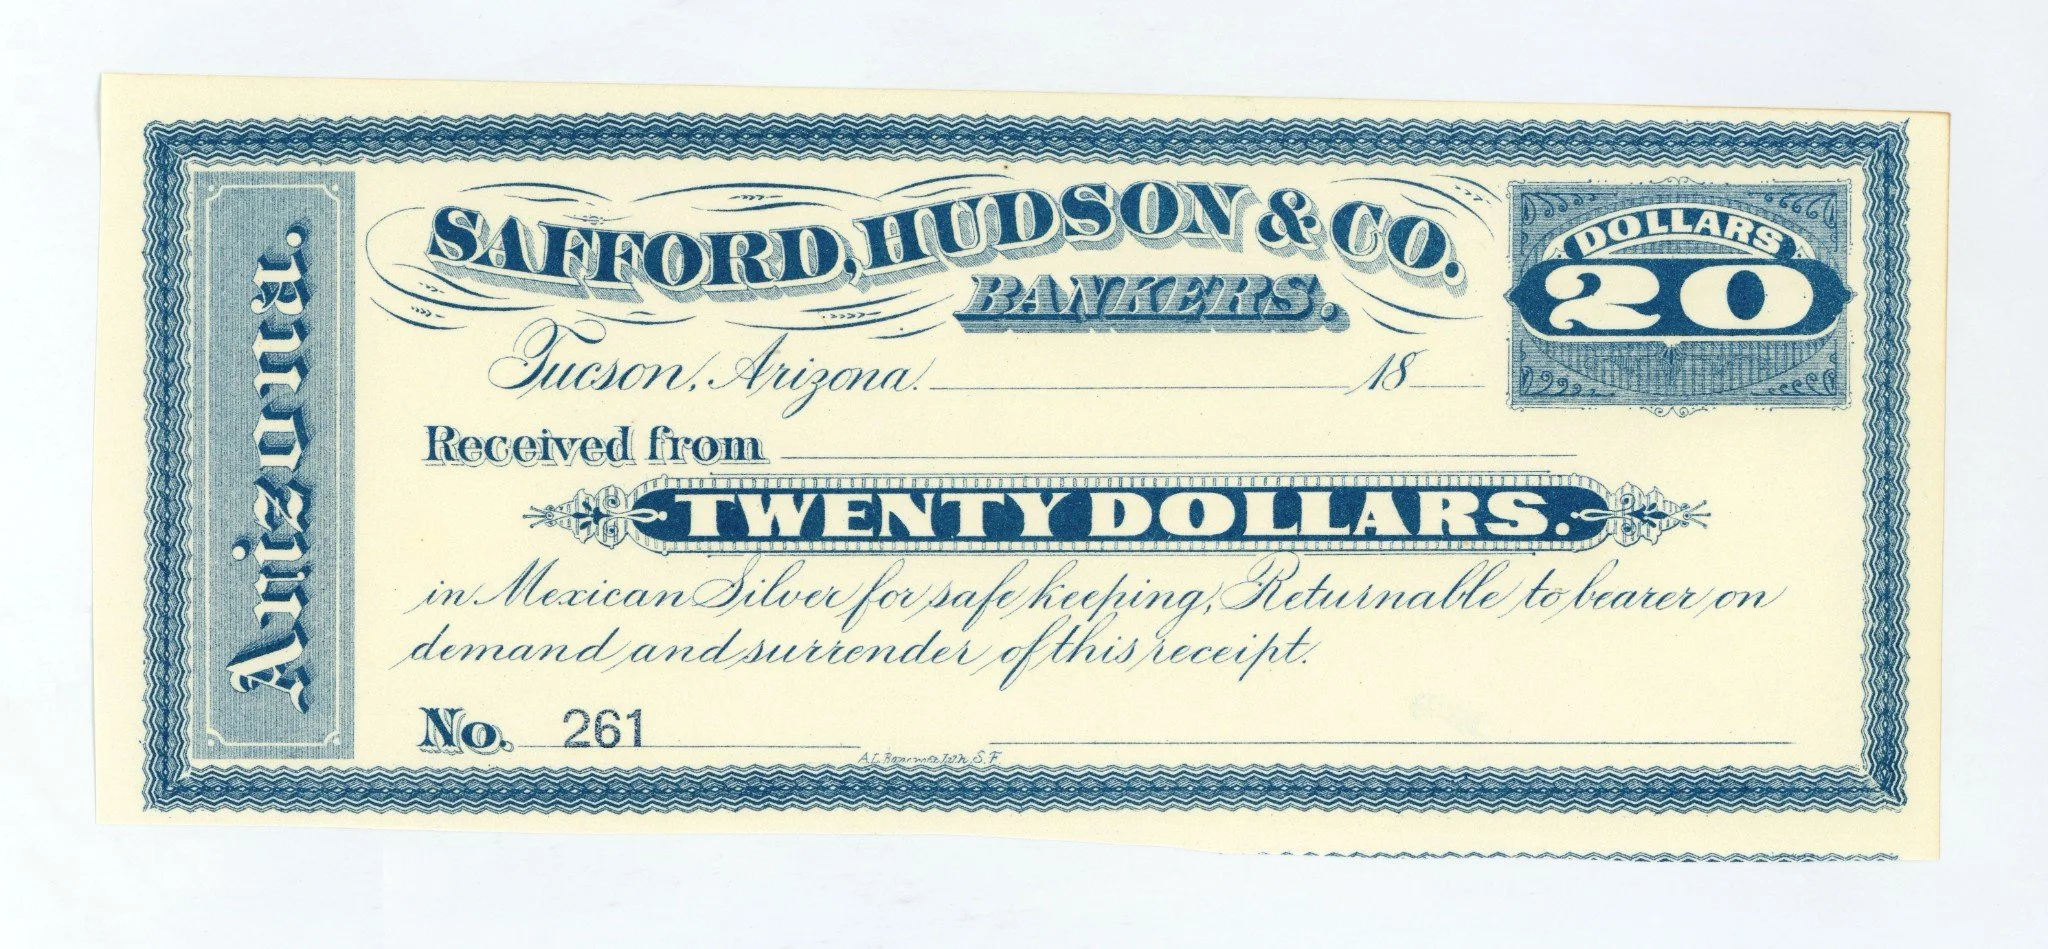 Arizona.
SAFFORD, HUDSON & CO.
BANKERS.
DOLLARS
20
Tucson, Arizona. 18
Received from
TWENTY DOLLARS.
in Mexican Silver for safe keeping, Returnable to bearer on
demand and surrender of this receipt.
No. 261
A.L. Lith. S.F.